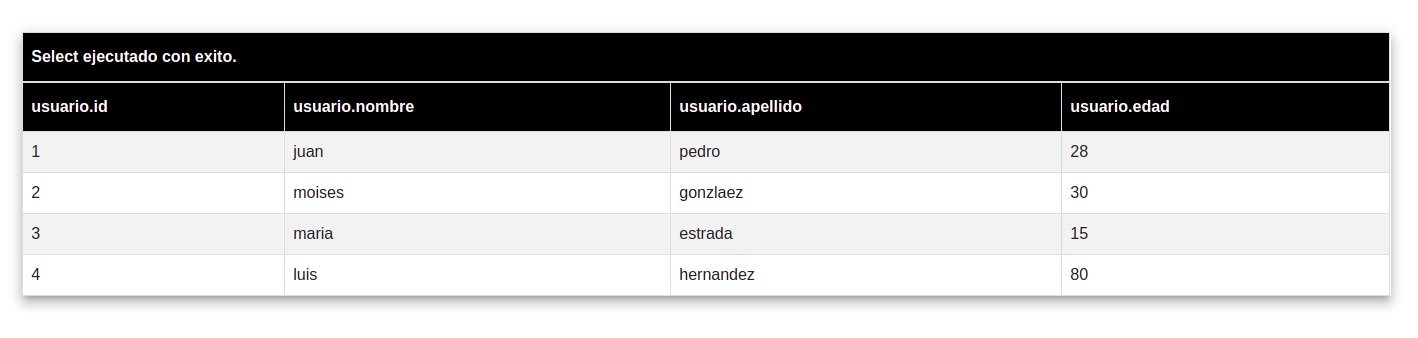 Select ejecutado con exito.
usuario.id usuario.nombre usuario.apellido usuario.edad
1 juan pedro 28
2 moises gonzlaez 30
3 maria estrada 15
4 luis hernandez 80